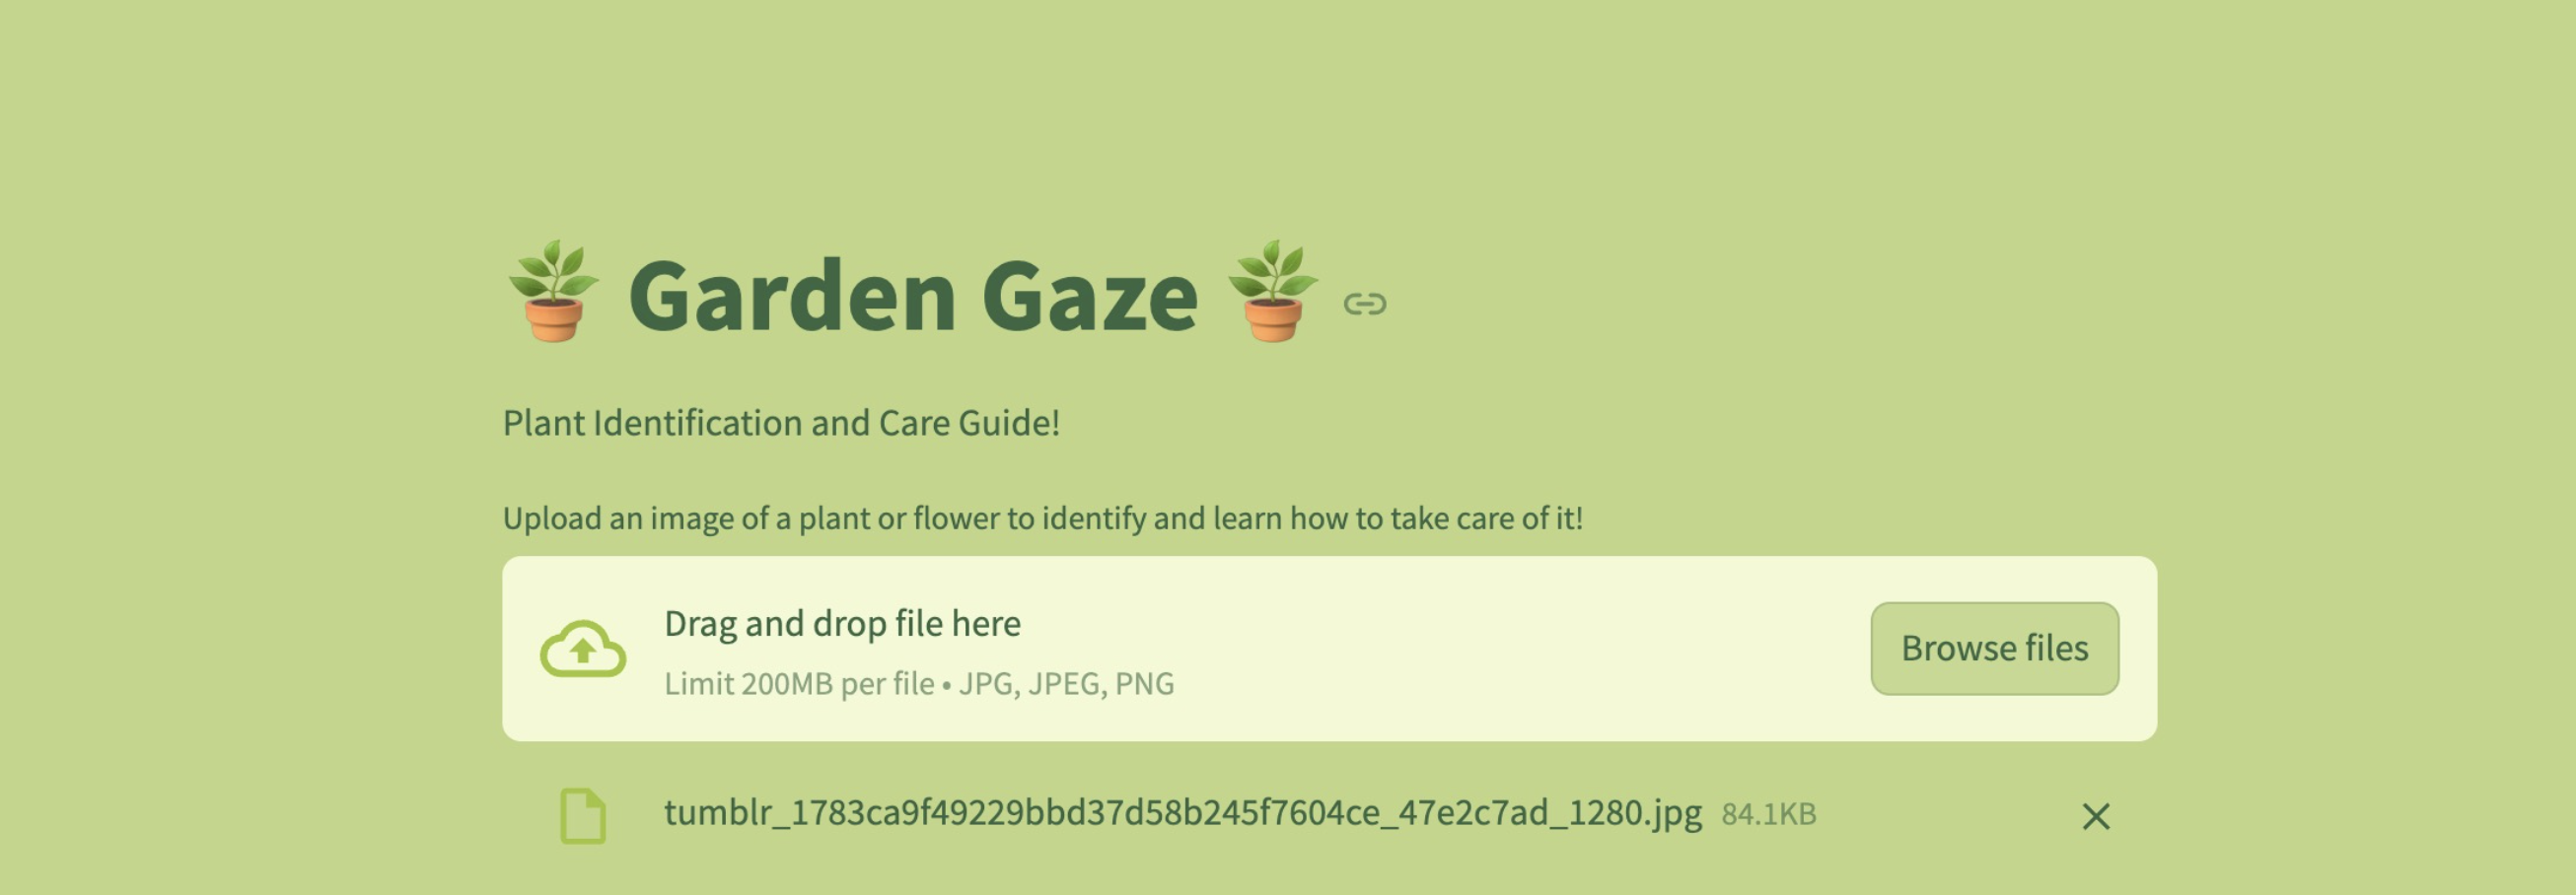 Garden Gaze
Plant Identification and Care Guide!
Upload an image of a plant or flower to identify and learn how to take care of it!
Drag and drop file here
Limit 200MB per file • JPG, JPEG, PNG
Browse files
tumblr_1783ca9f49229bbd37d58b245f7604ce_47e2c7ad_1280.jpg 84.1KB